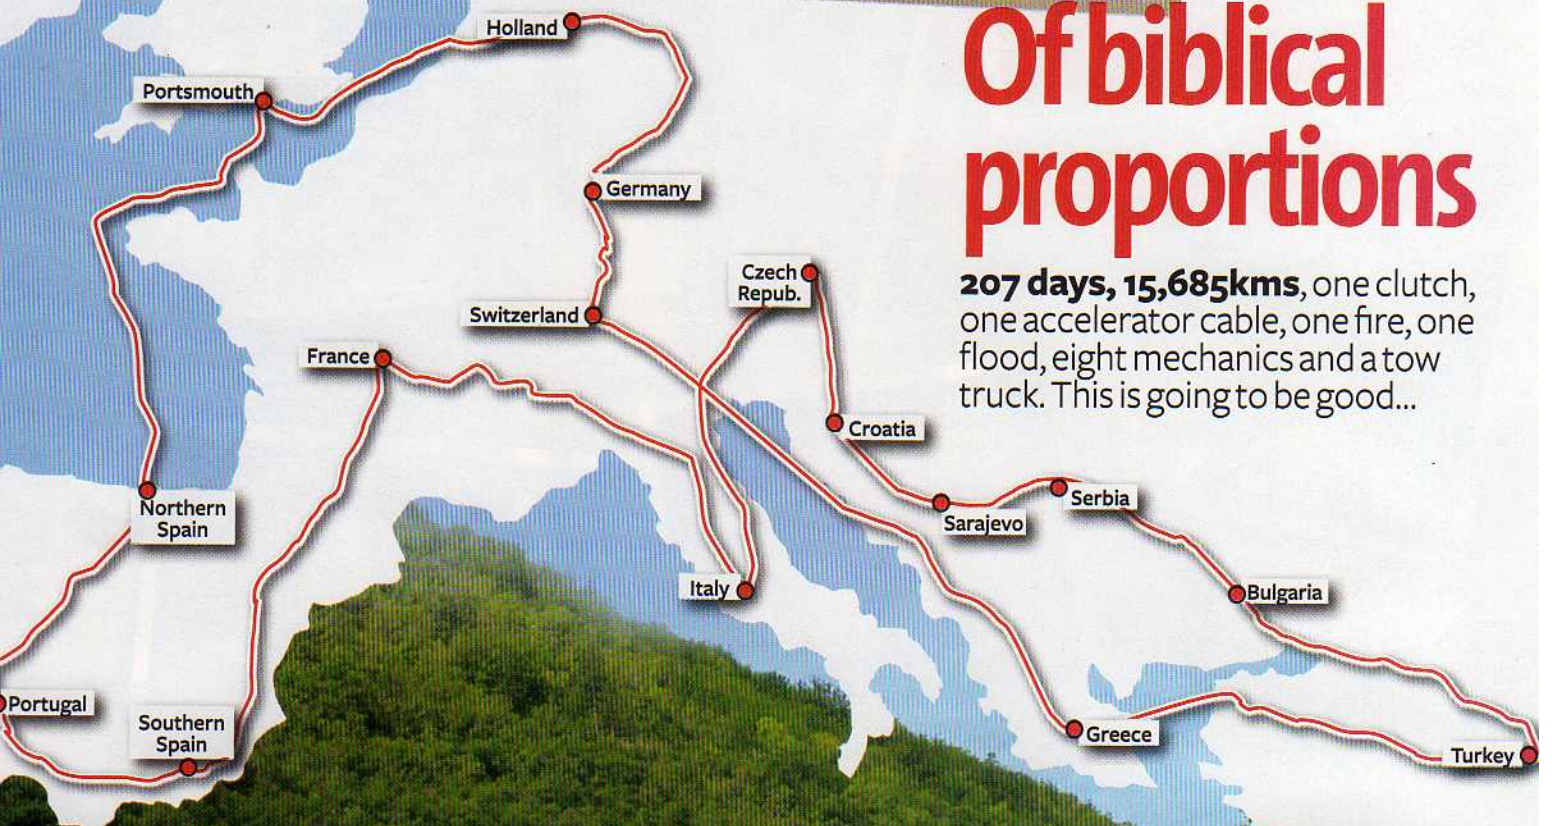 Of biblical
proportions
207 days, 15,685kms, one clutch,
one accelerator cable, one fire, one
flood, eight mechanics and a tow
truck. This is going to be good...
Holland
Portsmouth
Germany
Czech
Repub.
Switzerland
France
Croatia
Northern
Spain
Sarajevo
Serbia
Italy
Bulgaria
Portugal
Southern
Spain
Greece
Turkey